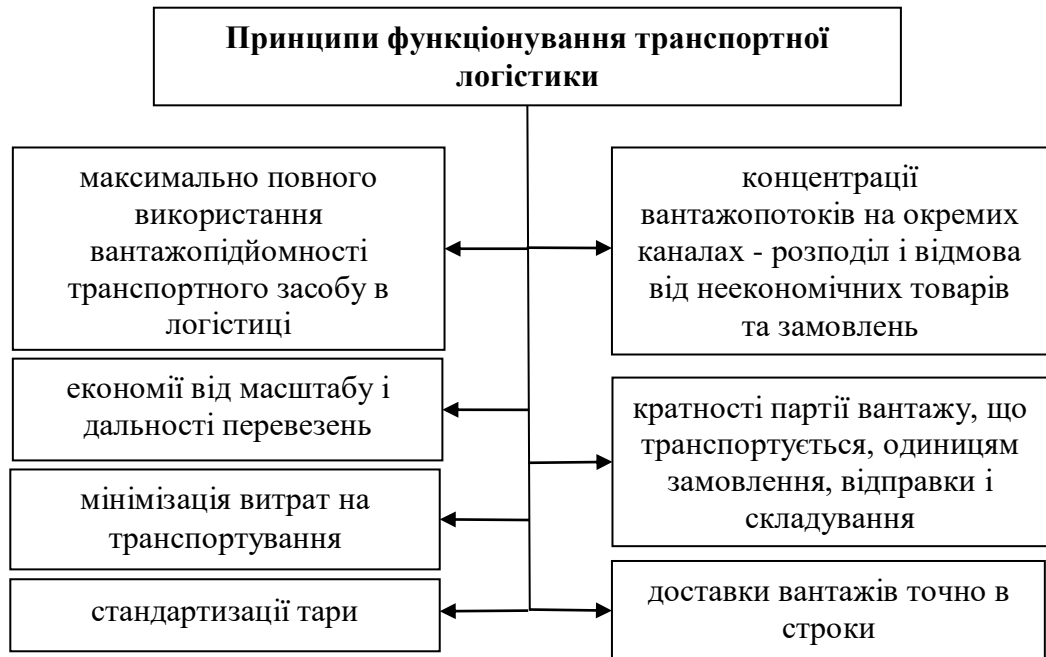 Принципи функціонування транспортної
логістики
максимально повного
використання
вантажопідйомності
транспортного засобу в
логістиці
економії від масштабу і
дальності перевезень
мінімізація витрат на
транспортування
стандартизації тари
концентрації
вантажопотоків на окремих
каналах - розподіл і відмова
від неекономічних товарів
та замовлень
кратності партії вантажу, що
транспортується, одиницям
замовлення, відправки і
складування
доставки вантажів точно в
строки